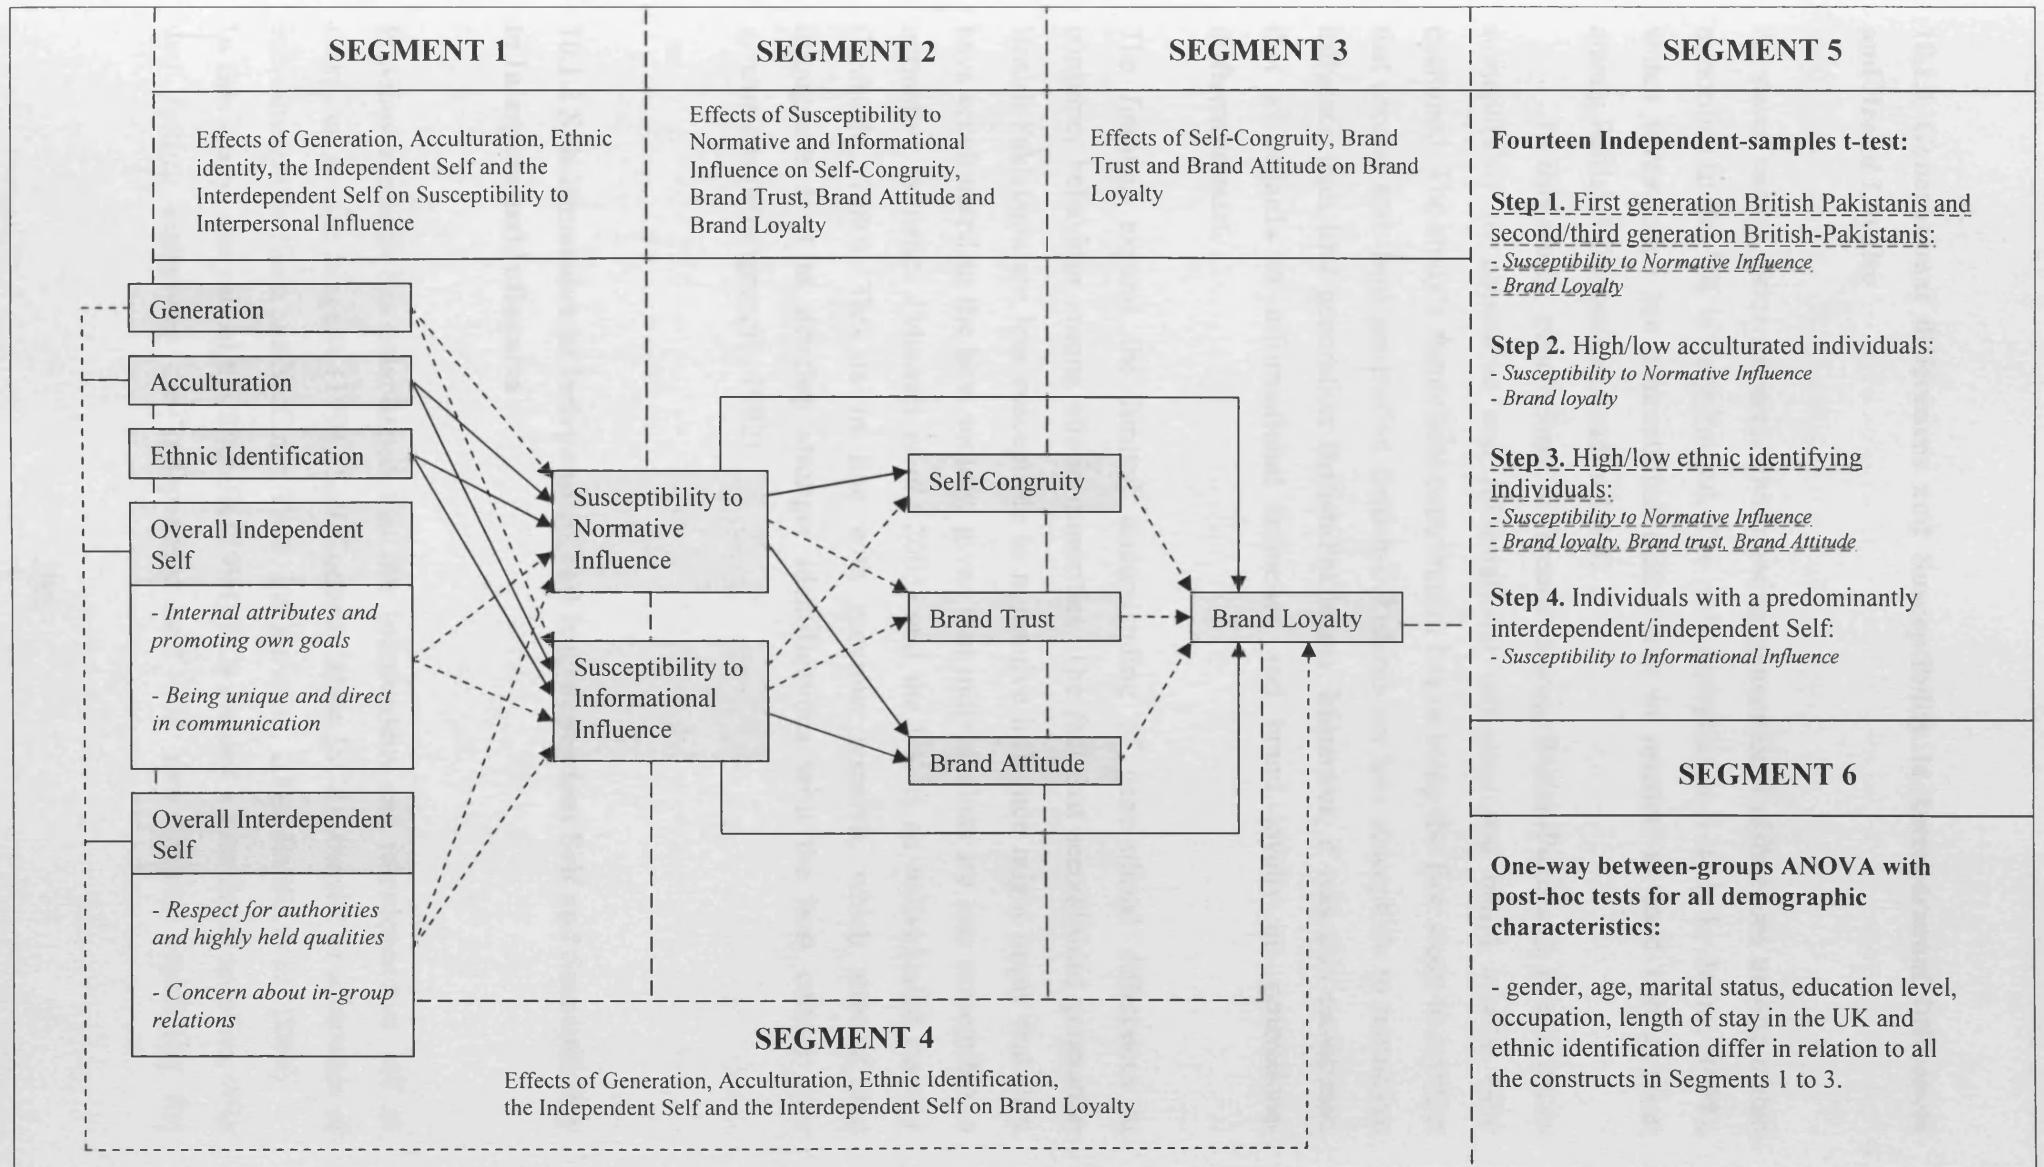 SEGMENT 1
Effects of Generation, Acculturation, Ethnic
identity, the Independent Self and the
Interdependent Self on Susceptibility to
Interpersonal Influence
SEGMENT 2
Effects of Susceptibility to
Normative and Informational
Influence on Self-Congruity,
Brand Trust, Brand Attitude and
Brand Loyalty
SEGMENT 3
Effects of Self-Congruity, Brand
Trust and Brand Attitude on Brand
Loyalty
Generation
Acculturation
Ethnic Identification
Overall Independent
Self
- Internal attributes and
promoting own goals
- Being unique and direct
in communication
Overall Interdependent
Self
- Respect for authorities
and highly held qualities
- Concern about in-group
relations
Susceptibility to
Normative
Influence
Susceptibility to
Informational
Influence
Self-Congruity
Brand Trust
Brand Attitude
Brand Loyalty
SEGMENT 4
Effects of Generation, Acculturation, Ethnic Identification,
the Independent Self and the Interdependent Self on Brand Loyalty
SEGMENT 5
Fourteen Independent-samples t-test:
Step 1. First generation British Pakistanis and
second/third generation British-Pakistanis:
- Susceptibility to Normative Influence
- Brand Loyalty
Step 2. High/low acculturated individuals:
- Susceptibility to Normative Influence
- Brand loyalty
Step 3. High/low ethnic identifying
individuals:
- Susceptibility to Normative Influence
- Brand loyalty, Brand trust, Brand Attitude
Step 4. Individuals with a predominantly
interdependent/independent Self:
- Susceptibility to Informational Influence
SEGMENT 6
One-way between-groups ANOVA with
post-hoc tests for all demographic
characteristics:
- gender, age, marital status, education level,
occupation, length of stay in the UK and
ethnic identification differ in relation to all
the constructs in Segments 1 to 3.